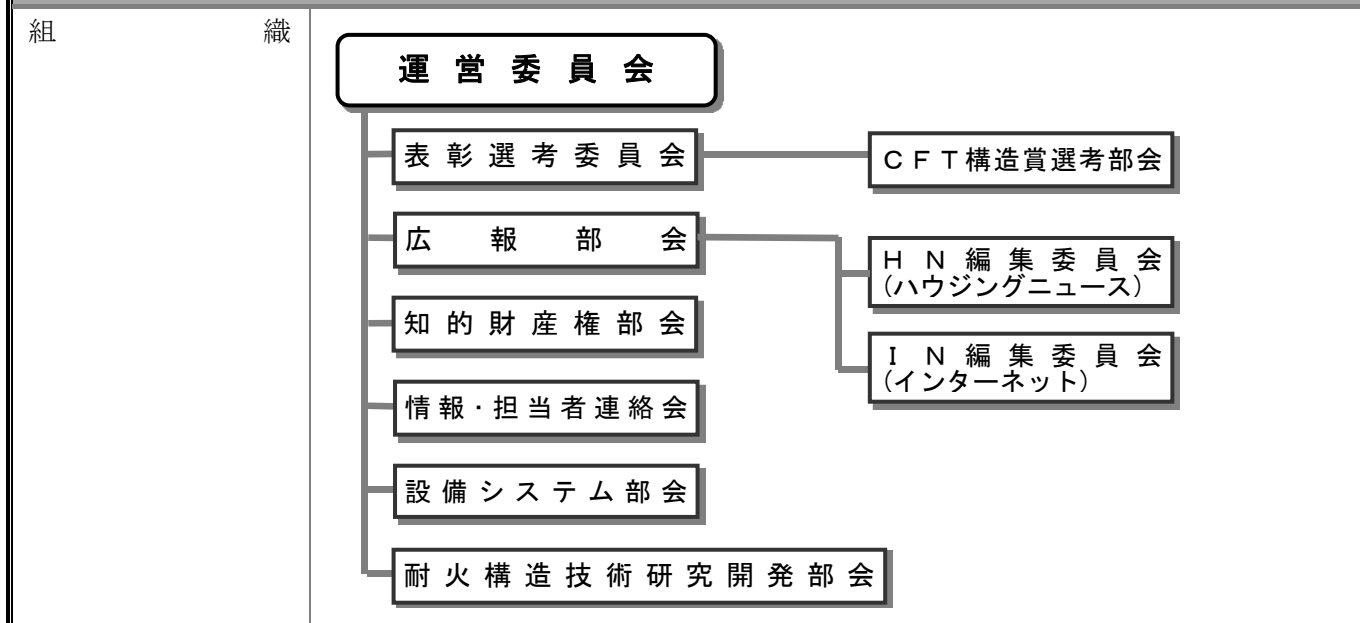 組織
運営委員会
表彰選考委員会
CFT構造賞選考部会
広報部会
HN編集委員会
(ハウジングニュース)
IN編集委員会
(インターネット)
知的財産権部会
情報・担当者連絡会
設備システム部会
耐火構造技術研究開発部会